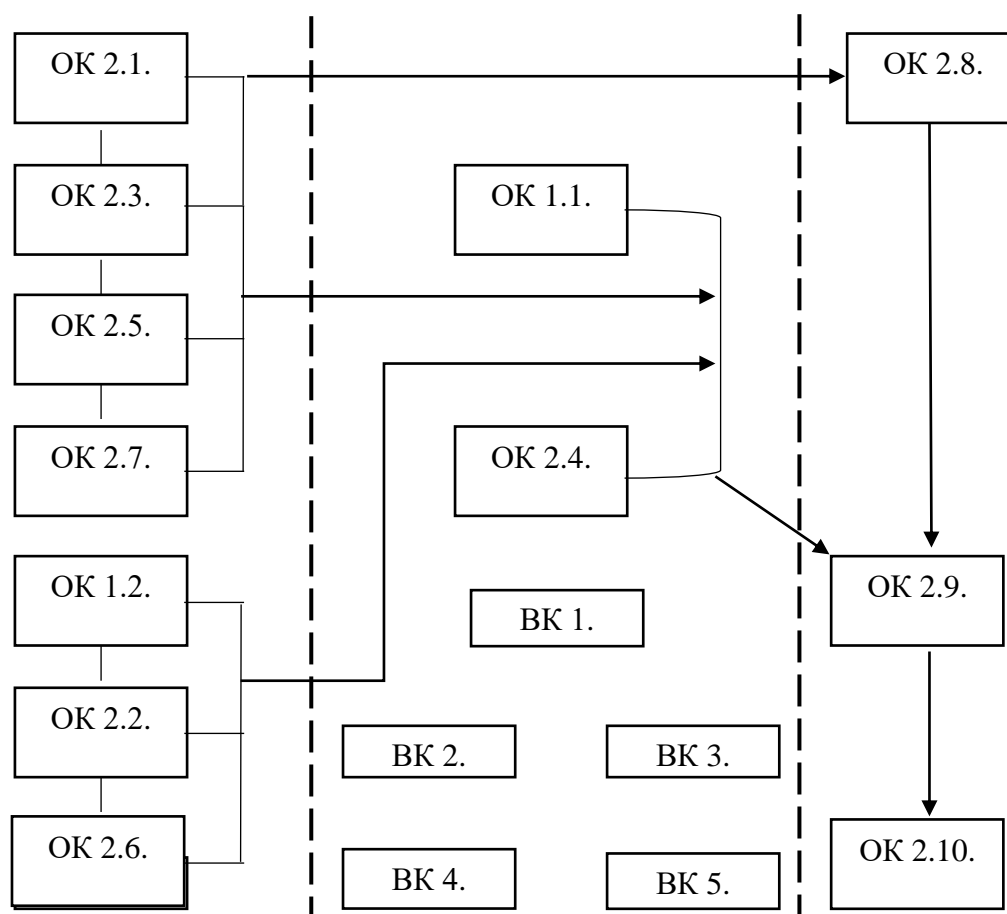 ОК 2.1.
ОК 2.8.
ОК 2.3.
ОК 1.1.
ОК 2.5.
ОК 2.7.
ОК 2.4.
ОК 1.2.
ОК 2.9.
ВК 1.
ОК 2.2.
ВК 2.
ВК 3.
ОК 2.6.
ОК 2.10.
ВК 4.
ВК 5.